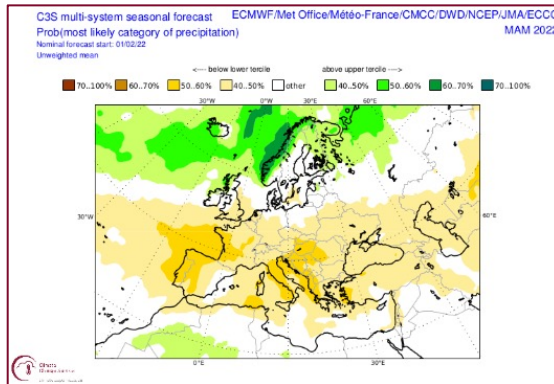 C3S multi-system seasonal forecast ECMWF/Met Office/Météo-France/CMCC/DWD/NCEP/JMA/ECCC
Prob(most likely category of precipitation) MAM 2022
Nominal forecast start: 01/02/22
Unweighted mean
<---- below lower tercile above upper tercile ---->
70..100% 60..70% 50..60% 40..50% other 40..50% 50..60% 60..70% 70..100%
30°W 0°W 30°E 60°E
30°W 60°E
0°E 30°E
Climate